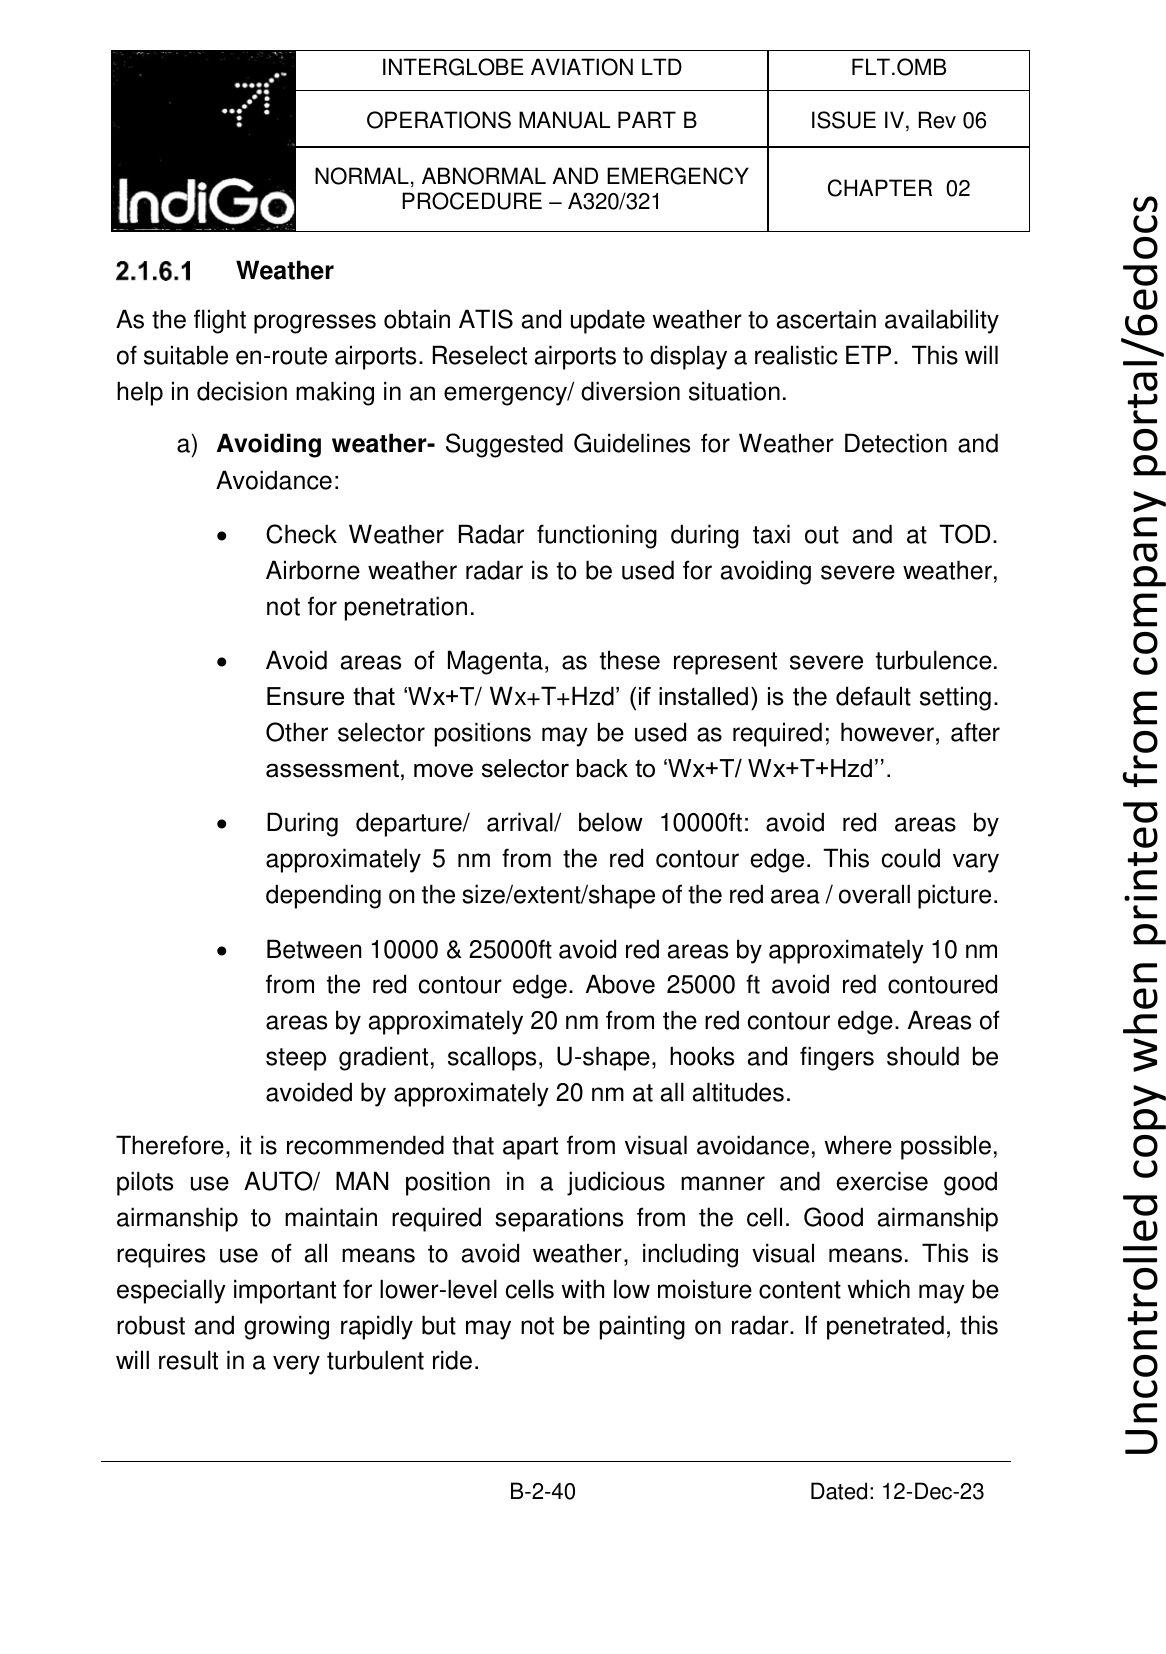 INTERGLOBE AVIATION LTD
FLT.OMB
OPERATIONS MANUAL PART B
ISSUE IV, Rev 06
IndiGo
NORMAL, ABNORMAL AND EMERGENCY
PROCEDURE – A320/321
CHAPTER 02
2.1.6.1 Weather
As the flight progresses obtain ATIS and update weather to ascertain availability
of suitable en-route airports. Reselect airports to display a realistic ETP. This will
help in decision making in an emergency/ diversion situation.
a) Avoiding weather- Suggested Guidelines for Weather Detection and
Avoidance:
• Check Weather Radar functioning during taxi out and at TOD.
Airborne weather radar is to be used for avoiding severe weather,
not for penetration.
• Avoid areas of Magenta, as these represent severe turbulence.
Ensure that ‘Wx+T/ Wx+T+Hzd’ (if installed) is the default setting.
Other selector positions may be used as required; however, after
assessment, move selector back to ‘Wx+T/ Wx+T+Hzd’’.
• During departure/ arrival/ below 10000ft: avoid red areas by
approximately 5 nm from the red contour edge. This could vary
depending on the size/extent/shape of the red area / overall picture.
• Between 10000 & 25000ft avoid red areas by approximately 10 nm
from the red contour edge. Above 25000 ft avoid red contoured
areas by approximately 20 nm from the red contour edge. Areas of
steep gradient, scallops, U-shape, hooks and fingers should be
avoided by approximately 20 nm at all altitudes.
Therefore, it is recommended that apart from visual avoidance, where possible,
pilots use AUTO/ MAN position in a judicious manner and exercise good
airmanship to maintain required separations from the cell. Good airmanship
requires use of all means to avoid weather, including visual means. This is
especially important for lower-level cells with low moisture content which may be
robust and growing rapidly but may not be painting on radar. If penetrated, this
will result in a very turbulent ride.
B-2-40
Dated: 12-Dec-23
Uncontrolled copy when printed from company portal/6edocs